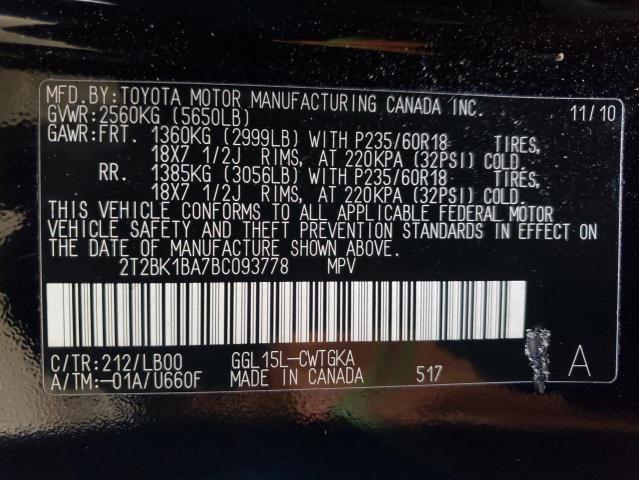 MFD.BY:TOYOTA MOTOR MANUFACTURING CANADA INC.
GVWR:2560KG (5650LB) 11/10
GAWR:FRT. 1360KG (2999LB) WITH P235/60R18 TIRES,
18X7 1/2J RIMS, AT 220KPA (32PSI) COLD.
RR. 1385KG (3056LB) WITH P235/60R18 TIRES,
18X7 1/2J RIMS, AT 220KPA (32PSI) COLD.
THIS VEHICLE CONFORMS TO ALL APPLICABLE FEDERAL MOTOR
VEHICLE SAFETY AND THEFT PREVENTION STANDARDS IN EFFECT ON
THE DATE OF MANUFACTURE SHOWN ABOVE.
2T2BK1BA7BC093778 MPV
C/TR:212/LB00 GGL15L-CWTGKA
A/TM:-01A/U660F MADE IN CANADA 517 A